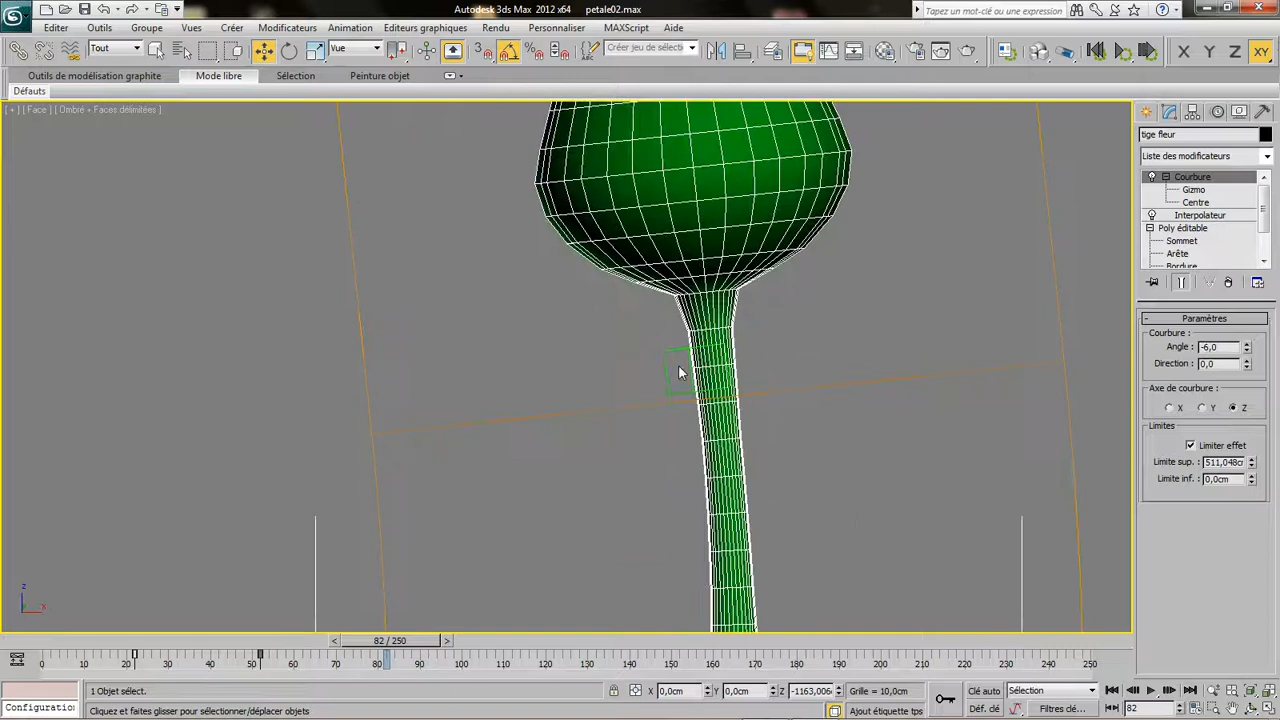 Autodesk 3ds Max 2012 x64 petale02.max
Tapez un mot-clé ou une expression
Editer Outils Groupe Vues Créer Modificateurs Animation Editeurs graphiques Rendu Personnaliser MAXScript Aide
Tout Vue 3 Créer jeu de sélectio X Y Z XY
Outils de modélisation graphite Mode libre Sélection Peinture objet
Défauts
[ + ] [ Face ] [ Ombré + Faces délimitées ]
tige fleur
Liste des modificateurs
Courbure
Gizmo
Centre
Interpolateur
Poly éditable
Sommet
Arête
Bordure
Paramètres
Courbure :
Angle : -6,0
Direction : 0,0
Axe de courbure :
X Y Z
Limites
Limiter effet
Limite sup. : 511,048cm
Limite inf. : 0,0cm
z
x
< 82 / 250 >
0 10 20 30 40 50 60 70 80 90 100 110 120 130 140 150 160 170 180 190 200 210 220 230 240 250
1 Objet sélect. X 0,0cm Y 0,0cm Z -1163,006 Grille = 10,0cm Clé auto Sélection
Configuratio Cliquez et faites glisser pour sélectionner/déplacer objets Ajout étiquette tps Déf. clé Filtres clé... 82